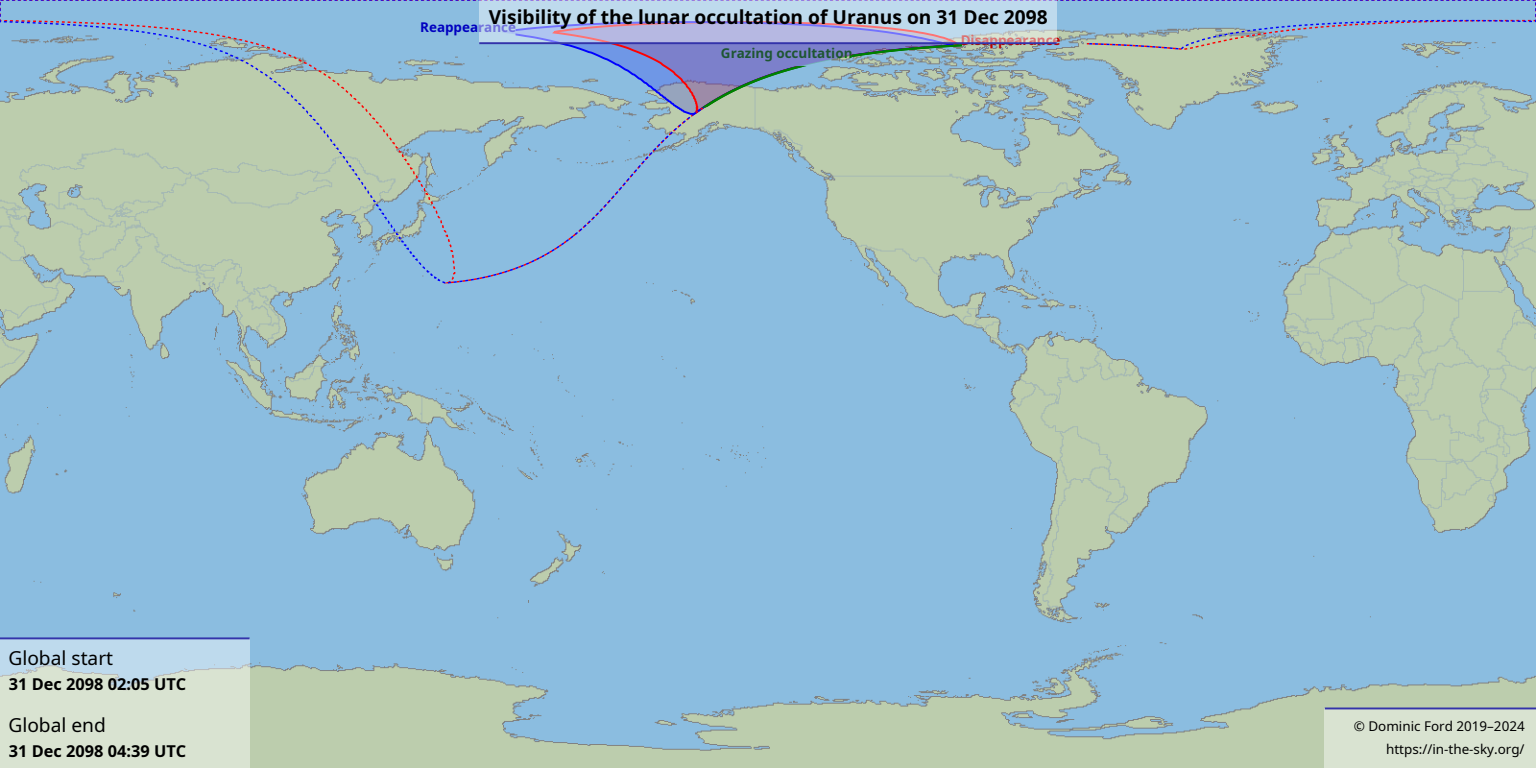 Visibility of the lunar occultation of Uranus on 31 Dec 2098
Reappearance
Disappearance
Grazing occultation
Global start
31 Dec 2098 02:05 UTC
Global end
31 Dec 2098 04:39 UTC
© Dominic Ford 2019–2024
https://in-the-sky.org/